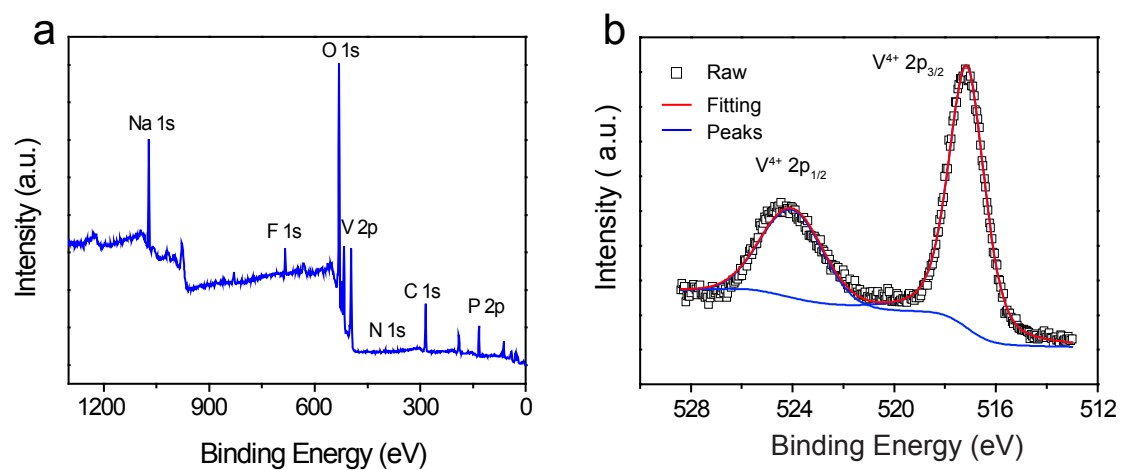 a
O 1s
Na 1s
F 1s
V 2p
C 1s
P 2p
N 1s
Intensity (a.u.)
1200 900 600 300 0
Binding Energy (eV)
b
V⁴⁺ 2p₃/₂
Raw
Fitting
Peaks
V⁴⁺ 2p₁/₂
Intensity ( a.u.)
528 524 520 516 512
Binding Energy (eV)